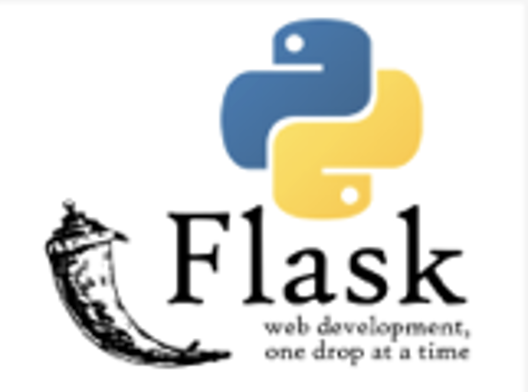 Flask
web development,
one drop at a time